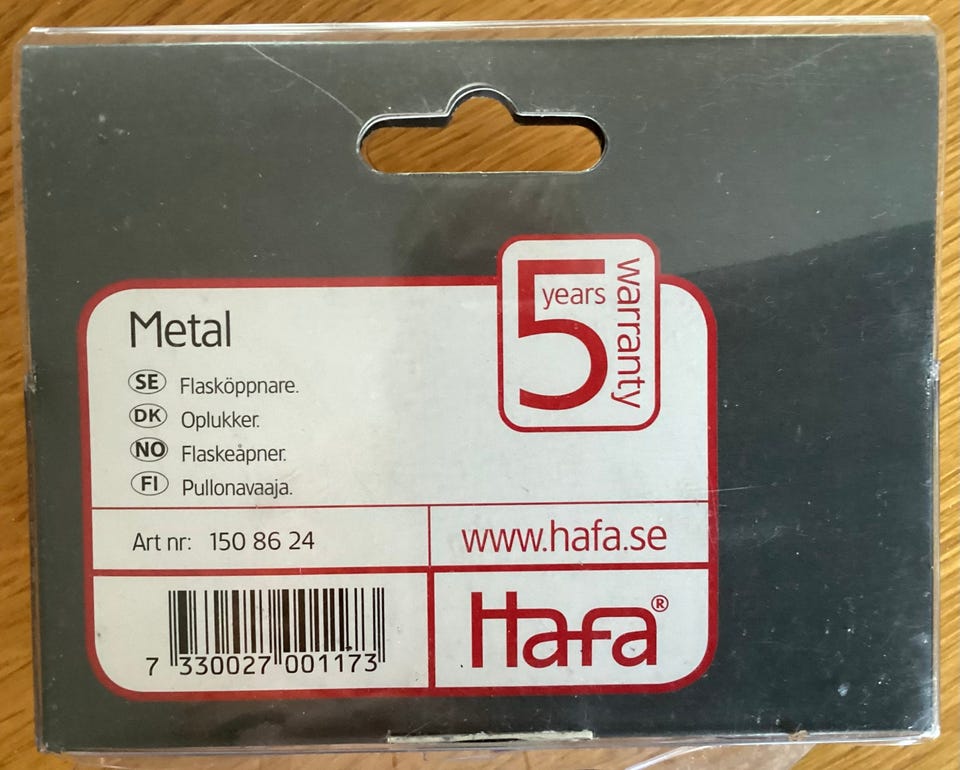 5 years warranty
Metal
SE Flasköppnare.
DK Oplukker.
NO Flaskeåpner.
FI Pullonavaaja.
Art nr: 150 86 24
www.hafa.se
7 330027 001173
Hafa®